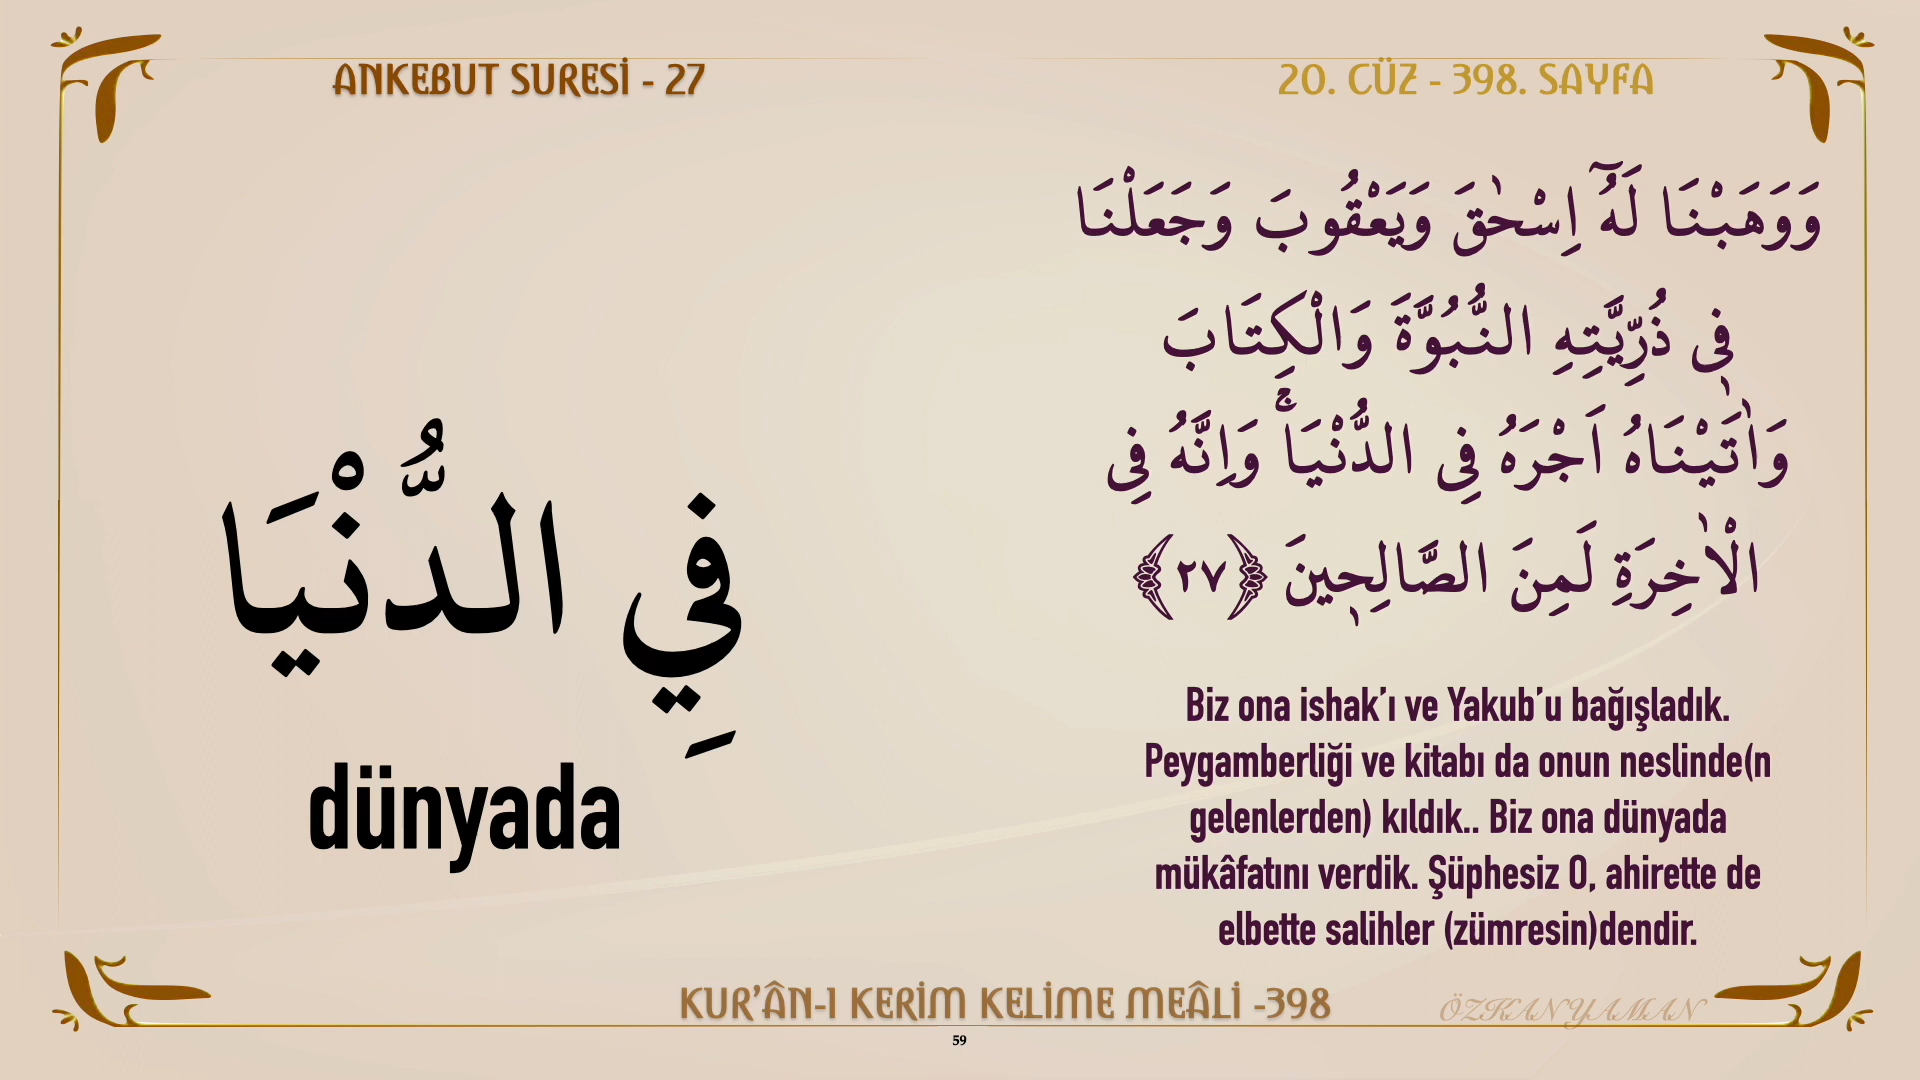 ANKEBUT SURESİ - 27
20. CÜZ - 398. SAYFA
وَوَهَبْنَا لَهُٓ اِسْحٰقَ وَيَعْقُوبَ وَجَعَلْنَا
فِى ذُرِّيَّتِهِ النُّبُوَّةَ وَالْكِتَابَ
وَاٰتَيْنَاهُ اَجْرَهُ فِى الدُّنْيَاۚ وَاِنَّهُ فِى
الْاٰخِرَةِ لَمِنَ الصَّالِحٖينَ ﴿٢٧﴾
فِي الدُّنْيَا
dünyada
Biz ona ishak’ı ve Yakub’u bağışladık.
Peygamberliği ve kitabı da onun neslinde(n
gelenlerden) kıldık.. Biz ona dünyada
mükâfatını verdik. Şüphesiz O, ahirette de
elbette salihler (zümresin)dendir.
KUR’ÂN-I KERİM KELİME MEÂLİ -398
ÖZKAN YAMAN
59